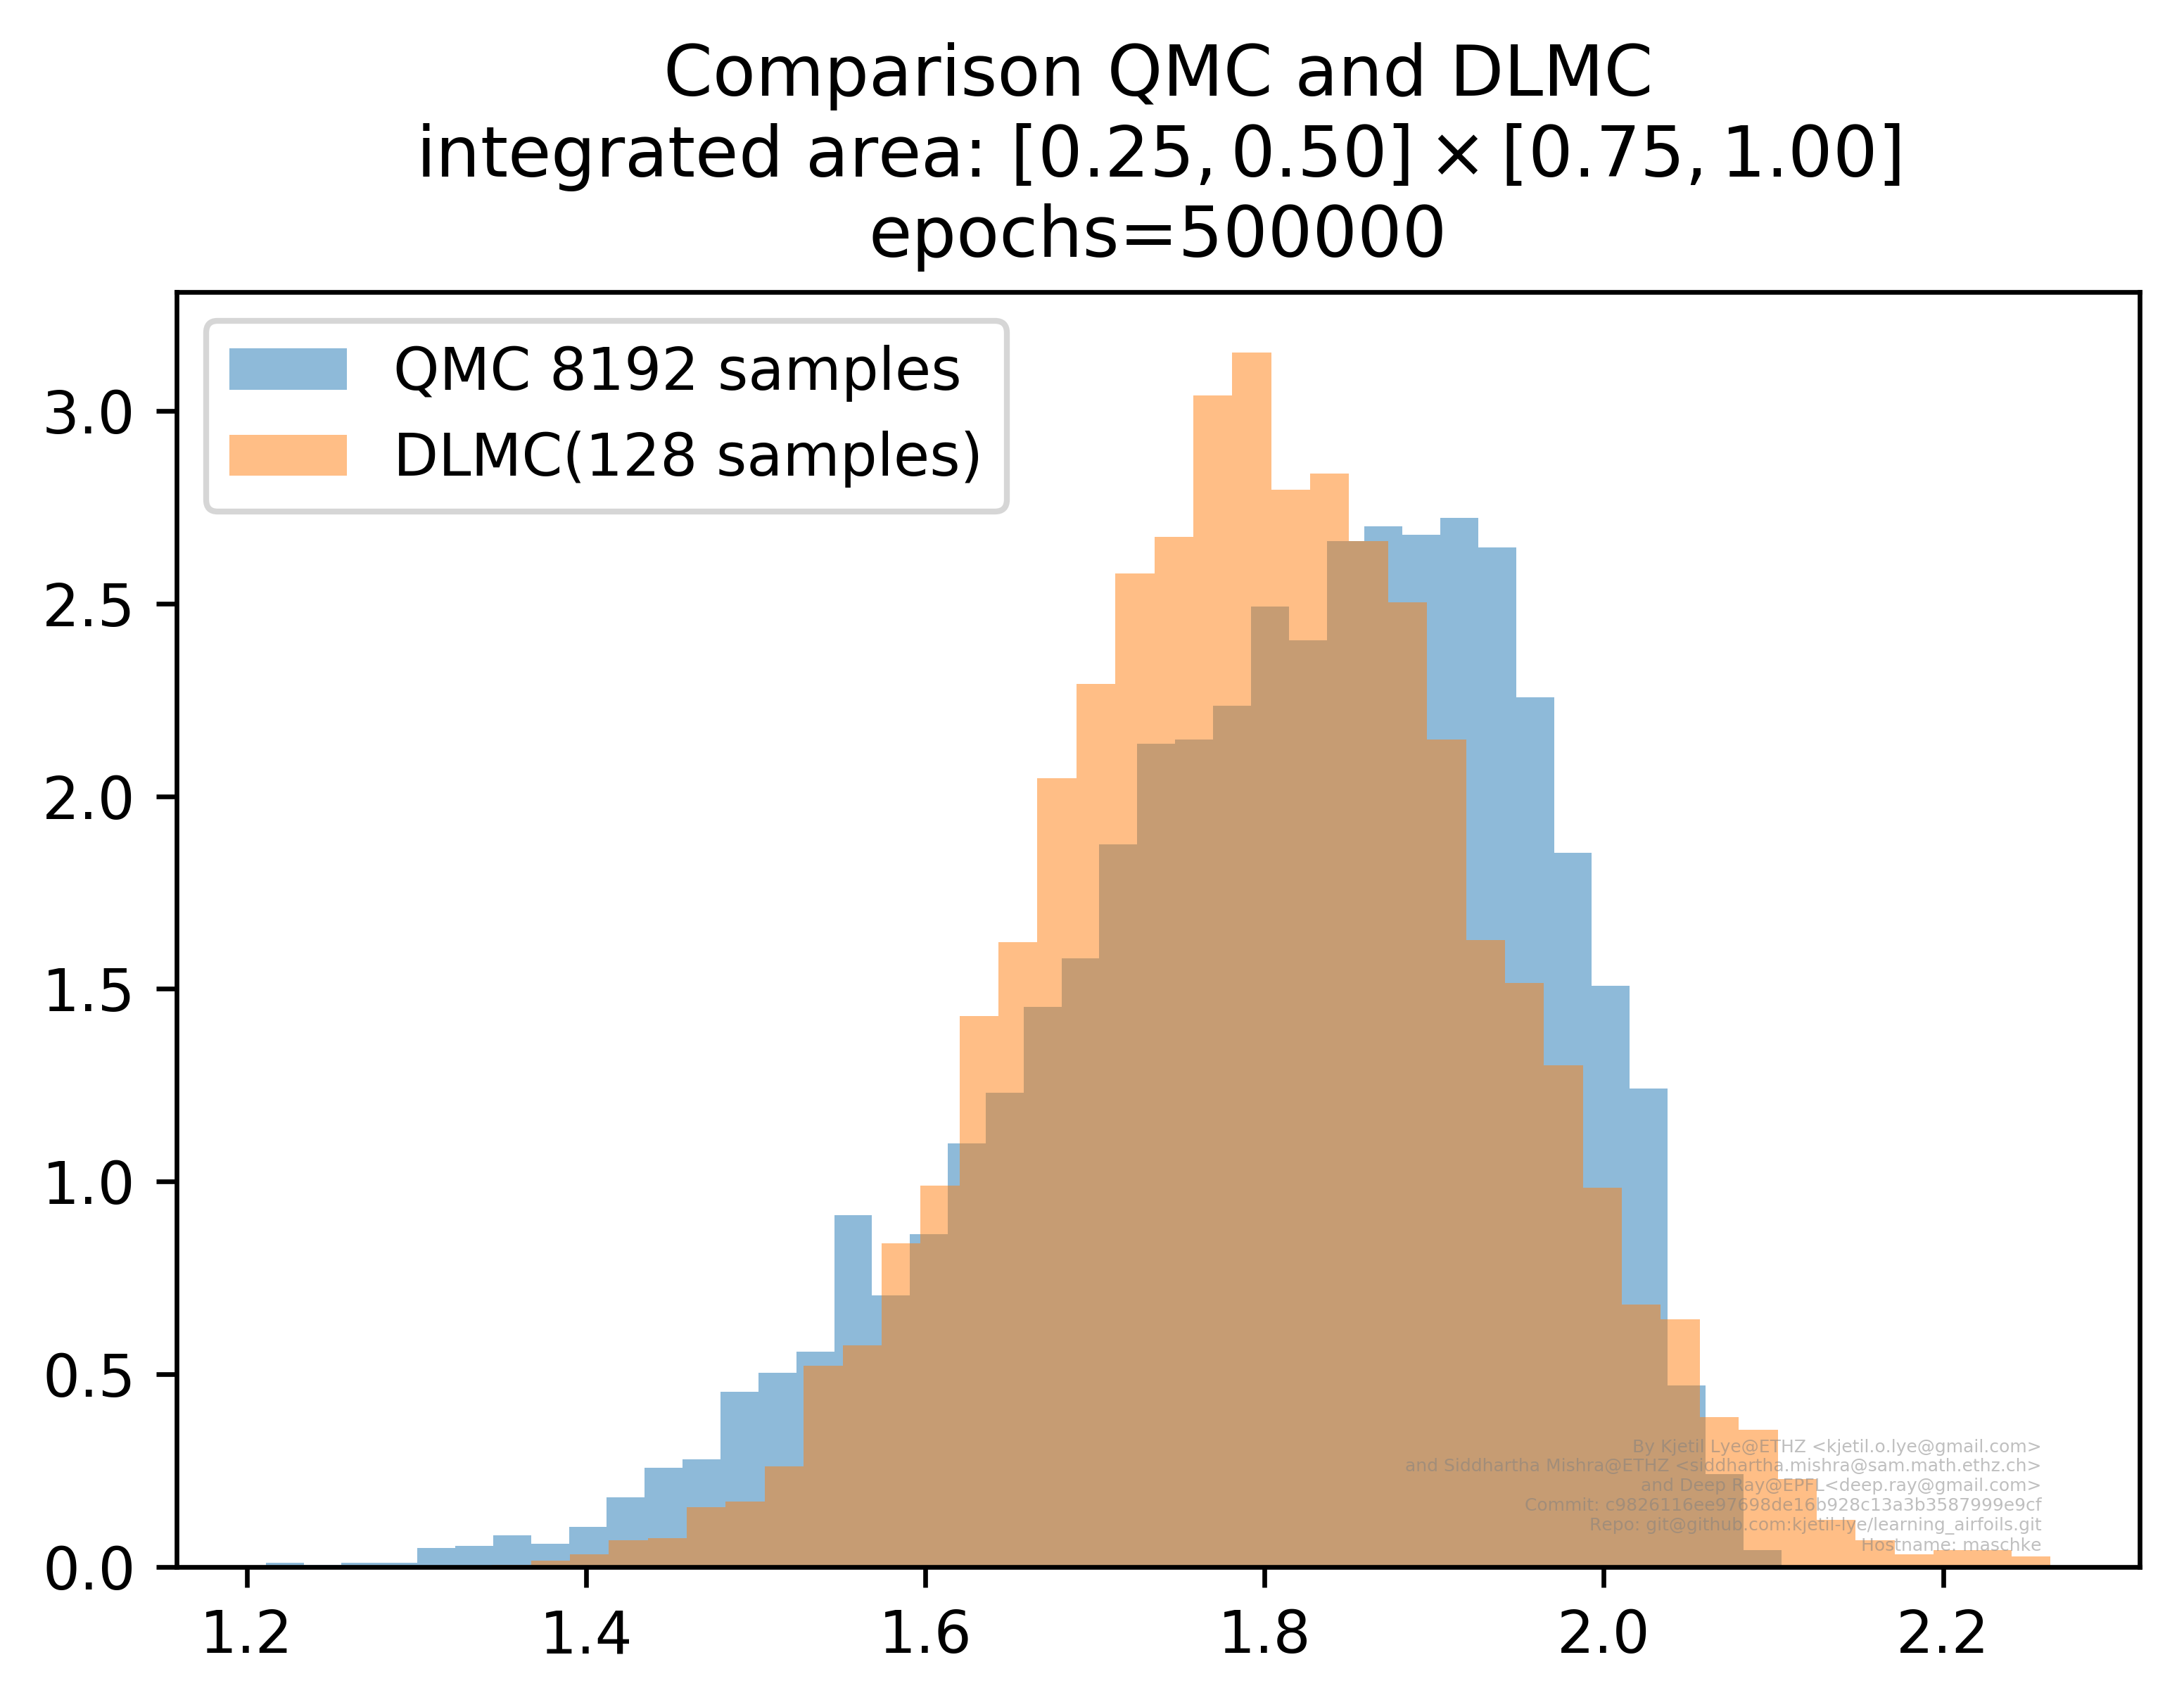 Comparison QMC and DLMC
integrated area: [0.25, 0.50] × [0.75, 1.00]
epochs=500000
QMC 8192 samples
DLMC(128 samples)
3.0
2.5
2.0
1.5
1.0
0.5
0.0
1.2 1.4 1.6 1.8 2.0 2.2
By Kjetil Lye@ETHZ <kjetil.o.lye@gmail.com>
and Siddhartha Mishra@ETHZ <siddhartha.mishra@sam.math.ethz.ch>
and Deep Ray@EPFL<deep.ray@gmail.com>
Commit: c9826116ee97698de16b928c13a3b3587999e9cf
Repo: git@github.com:kjetil-lye/learning_airfoils.git
Hostname: maschke